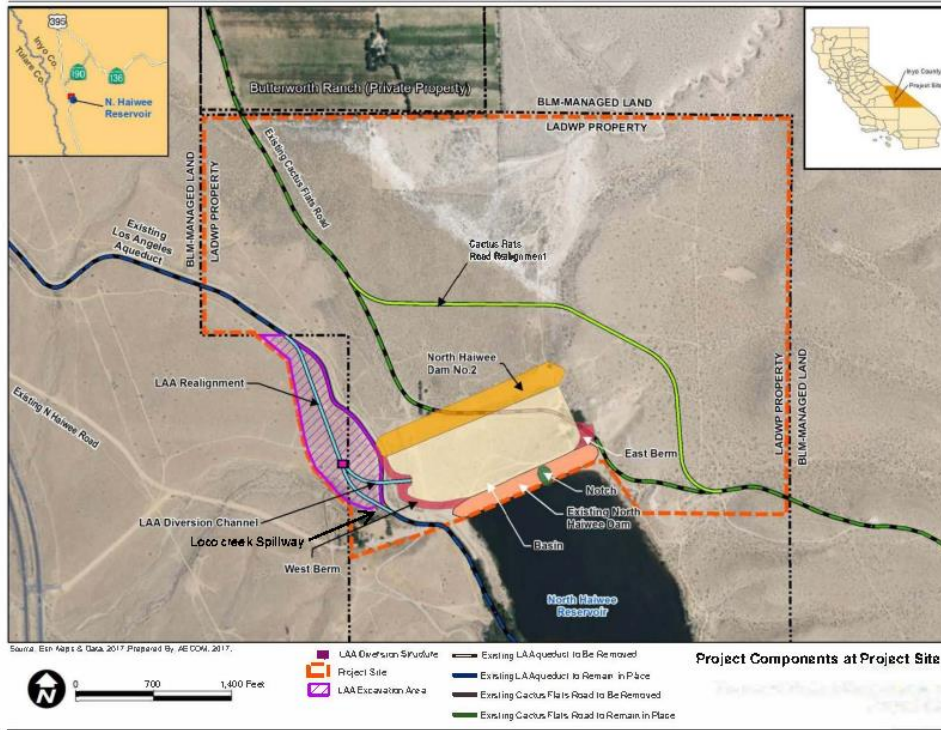 395
Inyo Co.
Tulare Co.
190
136
N. Haiwee
Reservoir
Inyo County
Project Site
Butterworth Ranch (Private Property)
BLM-MANAGED LAND
LADWP PROPERTY
BLM-MANAGED LAND
LADWP PROPERTY
Existing Cactus Flats Road
Existing
Los Angeles
Aqueduct
Cactus Flats
Road Realignment
North Haiwee
Dam No.2
LADWP PROPERTY
BLM-MANAGED LAND
LAA Realignment
Existing N Haiwee Road
East Berm
Notch
Existing North
Haiwee Dam
Basin
LAA Diversion Channel
Loco creek Spillway
West Berm
North Haiwee
Reservoir
Source: Esri Maps & Data, 2017; Prepared By: AECOM, 2017.
N
0 700 1,400 Feet
LAA Diversion Structure
Project Site
LAA Excavation Area
Existing LA Aqueduct to Be Removed
Existing LA Aqueduct to Remain in Place
Existing Cactus Flats Road to Be Removed
Existing Cactus Flats Road to Remain in Place
Project Components at Project Site